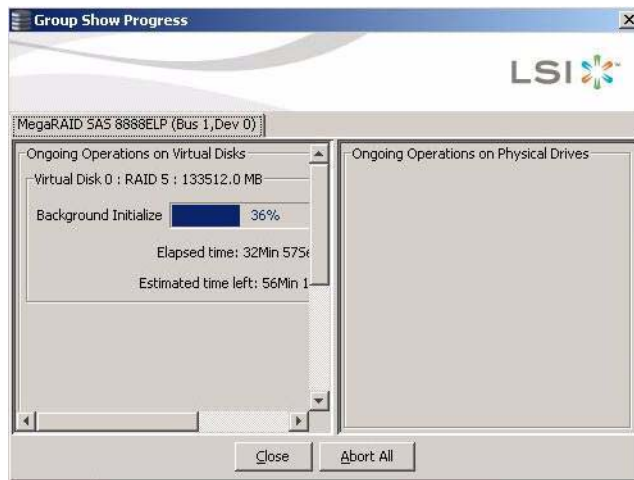 Group Show Progress
LSI
MegaRAID SAS 8888ELP (Bus 1,Dev 0)
Ongoing Operations on Virtual Disks
Virtual Disk 0 : RAID 5 : 133512.0 MB
Background Initialize 36%
Elapsed time: 32Min 57Se
Estimated time left: 56Min 1
Ongoing Operations on Physical Drives
Close
Abort All